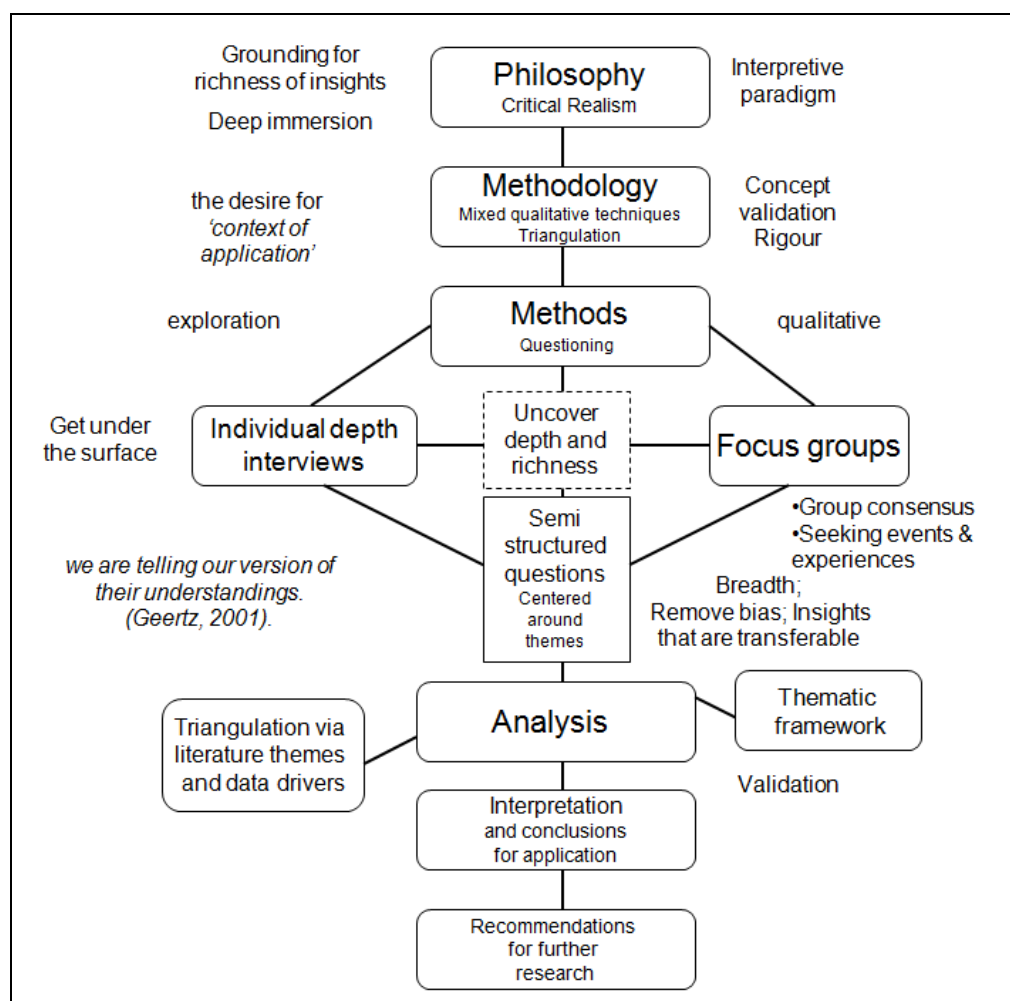 Grounding for
richness of insights
Deep immersion
Philosophy
Critical Realism
Interpretive
paradigm
the desire for
‘context of
application’
Methodology
Mixed qualitative techniques
Triangulation
Concept
validation
Rigour
exploration
Methods
Questioning
qualitative
Get under
the surface
Individual depth
interviews
Uncover
depth and
richness
Focus groups
•Group consensus
•Seeking events &
experiences
we are telling our version of
their understandings.
(Geertz, 2001).
Semi
structured
questions
Centered
around
themes
Breadth;
Remove bias; Insights
that are transferable
Triangulation via
literature themes
and data drivers
Analysis
Thematic
framework
Validation
Interpretation
and conclusions
for application
Recommendations
for further
research